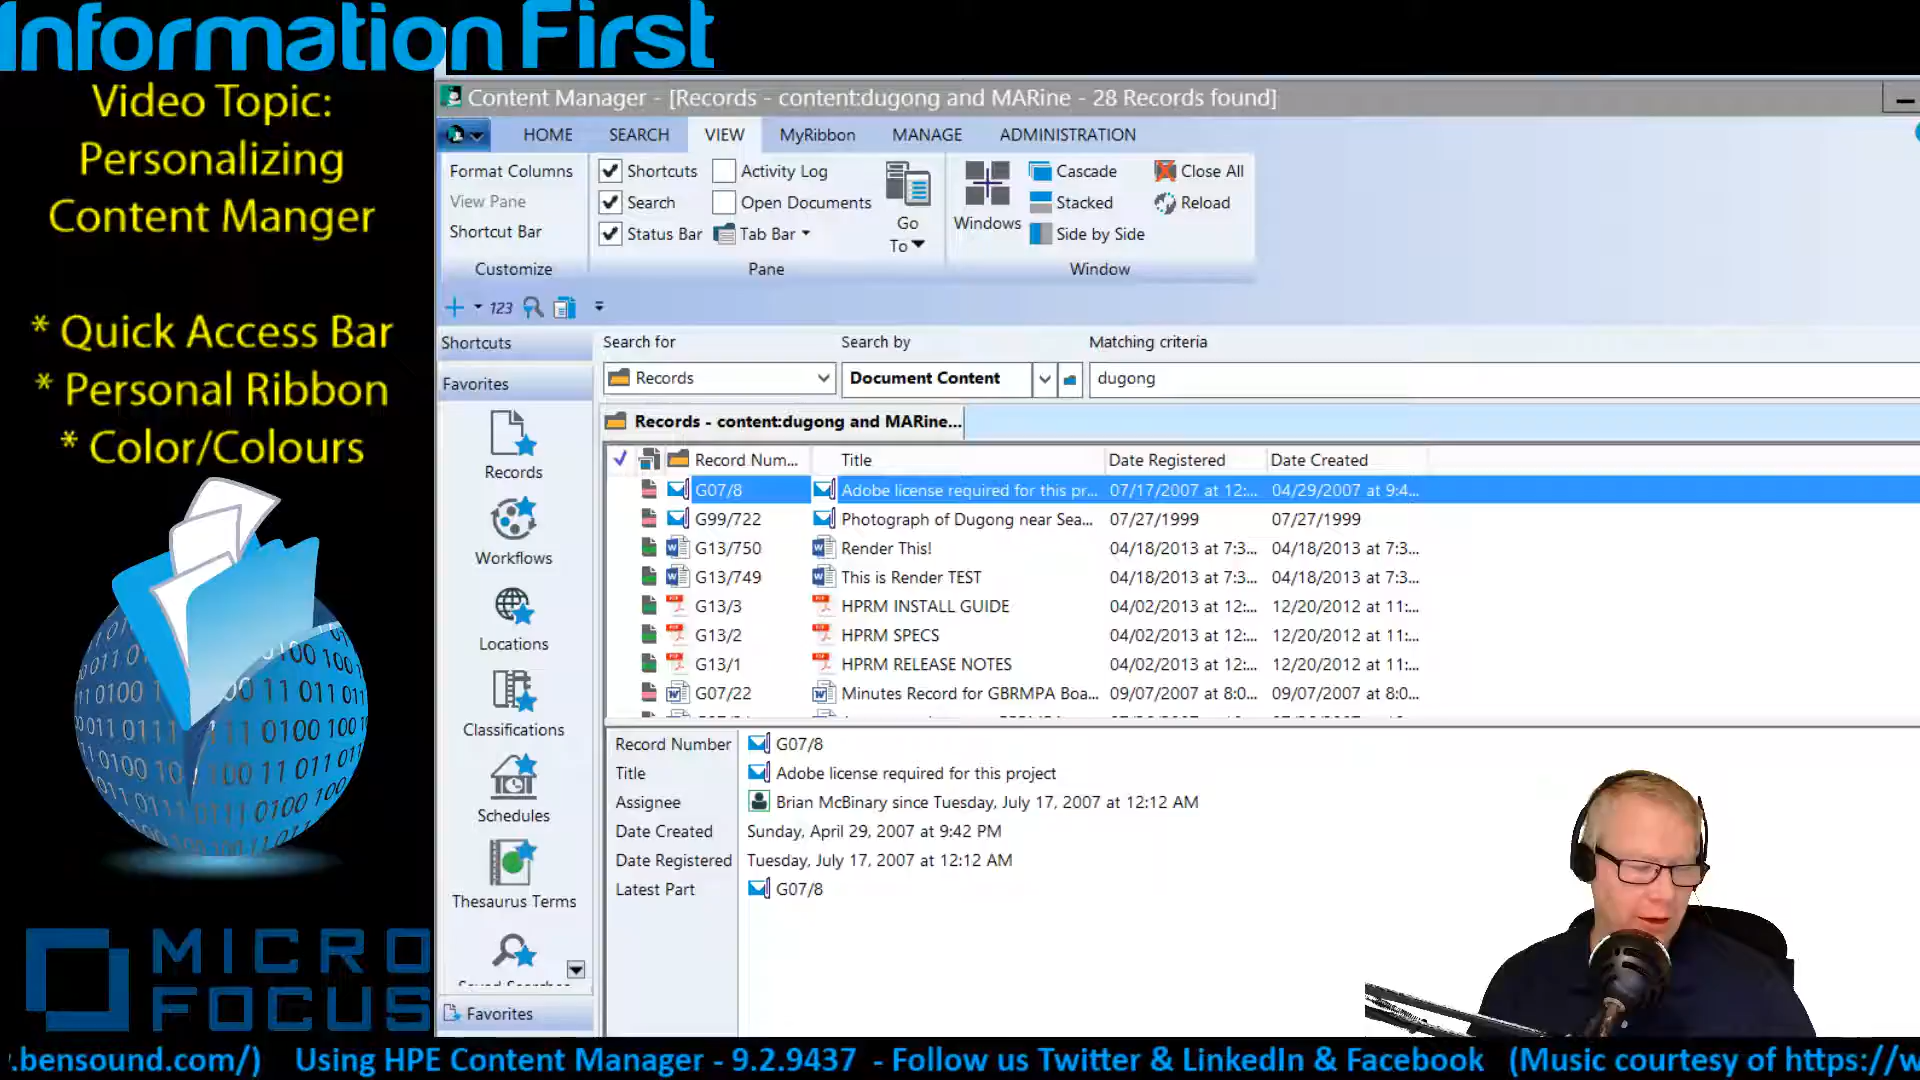 Information First
Video Topic:
Personalizing
Content Manger
* Quick Access Bar
* Personal Ribbon
* Color/Colours
MICRO
FOCUS
Content Manager - [Records - content:dugong and MARine - 28 Records found]
HOME SEARCH VIEW MyRibbon MANAGE ADMINISTRATION
Format Columns Shortcuts Activity Log Cascade Close All
View Pane Search Open Documents Go Windows Stacked Reload
Shortcut Bar Status Bar Tab Bar To Side by Side
Customize Pane Window
123
Shortcuts Search for Search by Matching criteria
Favorites Records Document Content dugong
Records - content:dugong and MARine...
Record Num... Title Date Registered Date Created
G07/8 Adobe license required for this pr... 07/17/2007 at 12:... 04/29/2007 at 9:4...
G99/722 Photograph of Dugong near Sea... 07/27/1999 07/27/1999
G13/750 Render This! 04/18/2013 at 7:3... 04/18/2013 at 7:3...
G13/749 This is Render TEST 04/18/2013 at 7:3... 04/18/2013 at 7:3...
G13/3 HPRM INSTALL GUIDE 04/02/2013 at 12:... 12/20/2012 at 11:...
G13/2 HPRM SPECS 04/02/2013 at 12:... 12/20/2012 at 11:...
G13/1 HPRM RELEASE NOTES 04/02/2013 at 12:... 12/20/2012 at 11:...
G07/22 Minutes Record for GBRMPA Boa... 09/07/2007 at 8:0... 09/07/2007 at 8:0...
Records
Workflows
Locations
Classifications
Schedules
Thesaurus Terms
Favorites
Record Number G07/8
Title Adobe license required for this project
Assignee Brian McBinary since Tuesday, July 17, 2007 at 12:12 AM
Date Created Sunday, April 29, 2007 at 9:42 PM
Date Registered Tuesday, July 17, 2007 at 12:12 AM
Latest Part G07/8
.bensound.com/) Using HPE Content Manager - 9.2.9437 - Follow us Twitter & LinkedIn & Facebook (Music courtesy of https://w